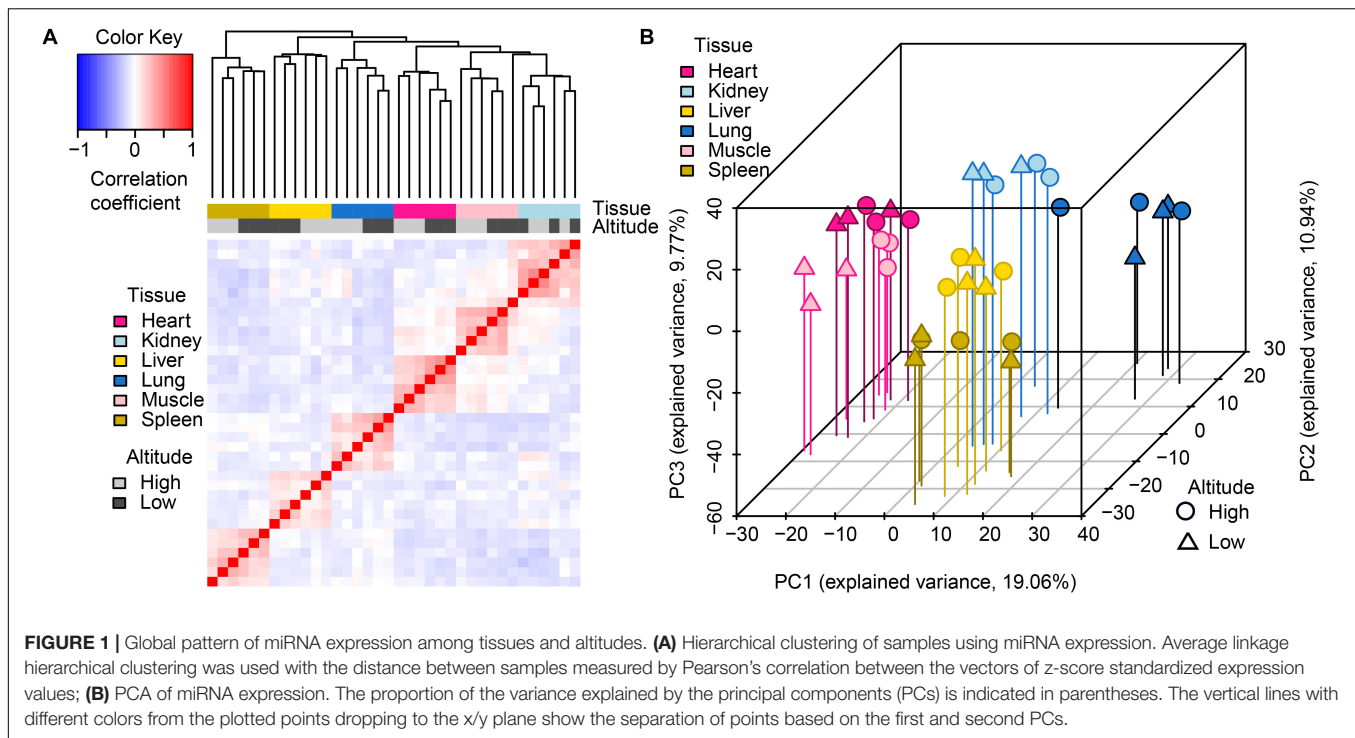 A
Color Key
−1
0
1
Correlation
coefficient
Tissue
Altitude
Tissue
Heart
Kidney
Liver
Lung
Muscle
Spleen
Altitude
High
Low
B
Tissue
Heart
Kidney
Liver
Lung
Muscle
Spleen
PC3 (explained variance, 9.77%)
40
20
0
−20
−40
−60
−30
−20
−10
0
10
20
30
40
PC1 (explained variance, 19.06%)
−30
−20
−10
0
10
20
30
PC2 (explained variance, 10.94%)
Altitude
High
Low
FIGURE 1 | Global pattern of miRNA expression among tissues and altitudes. (A) Hierarchical clustering of samples using miRNA expression. Average linkage
hierarchical clustering was used with the distance between samples measured by Pearson's correlation between the vectors of z-score standardized expression
values; (B) PCA of miRNA expression. The proportion of the variance explained by the principal components (PCs) is indicated in parentheses. The vertical lines with
different colors from the plotted points dropping to the x/y plane show the separation of points based on the first and second PCs.